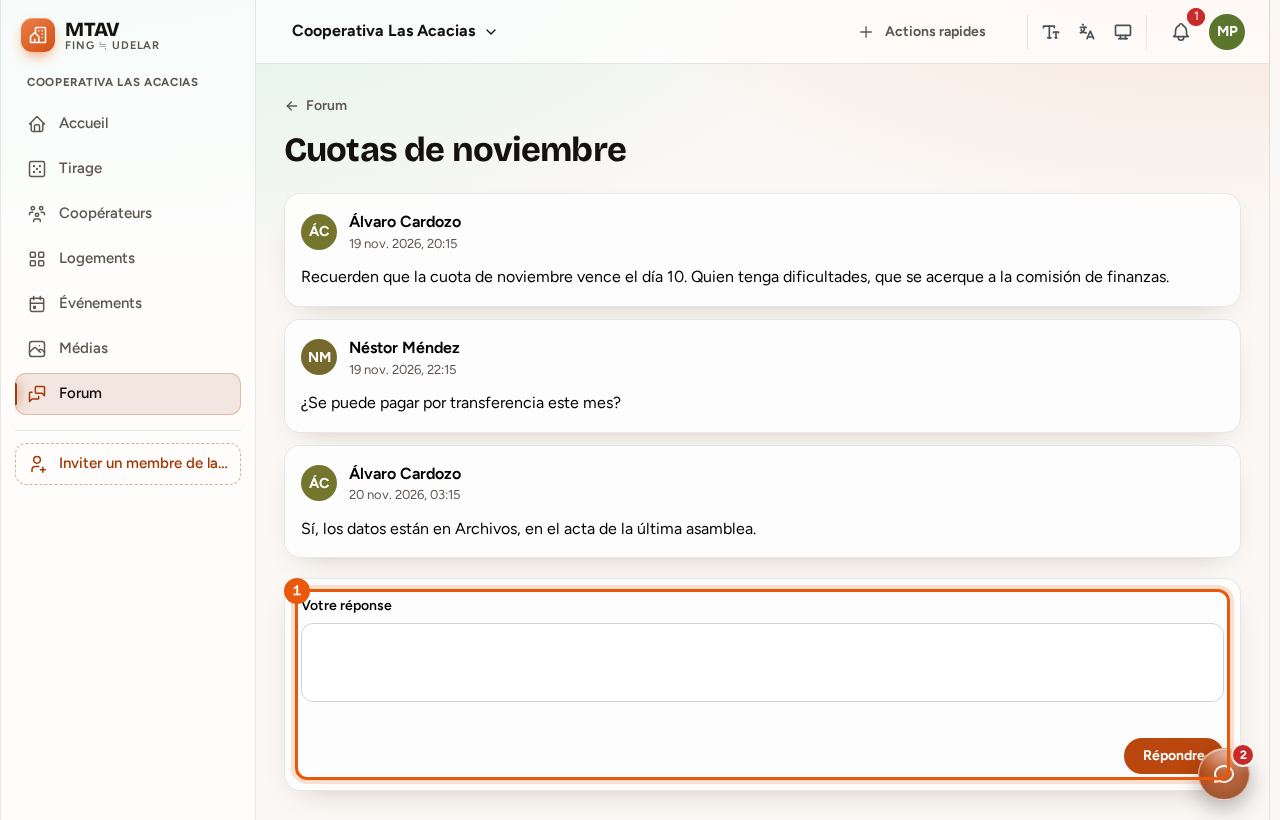 MTAV
FING ≒ UDELAR
COOPERATIVA LAS ACACIAS
Accueil
Tirage
Coopérateurs
Logements
Événements
Médias
Forum
Inviter un membre de la...
Cooperativa Las Acacias
Actions rapides
1
MP
Forum
Cuotas de noviembre
ÁC
Álvaro Cardozo
19 nov. 2026, 20:15
Recuerden que la cuota de noviembre vence el día 10. Quien tenga dificultades, que se acerque a la comisión de finanzas.
NM
Néstor Méndez
19 nov. 2026, 22:15
¿Se puede pagar por transferencia este mes?
ÁC
Álvaro Cardozo
20 nov. 2026, 03:15
Sí, los datos están en Archivos, en el acta de la última asamblea.
1
Votre réponse
Répondre
2